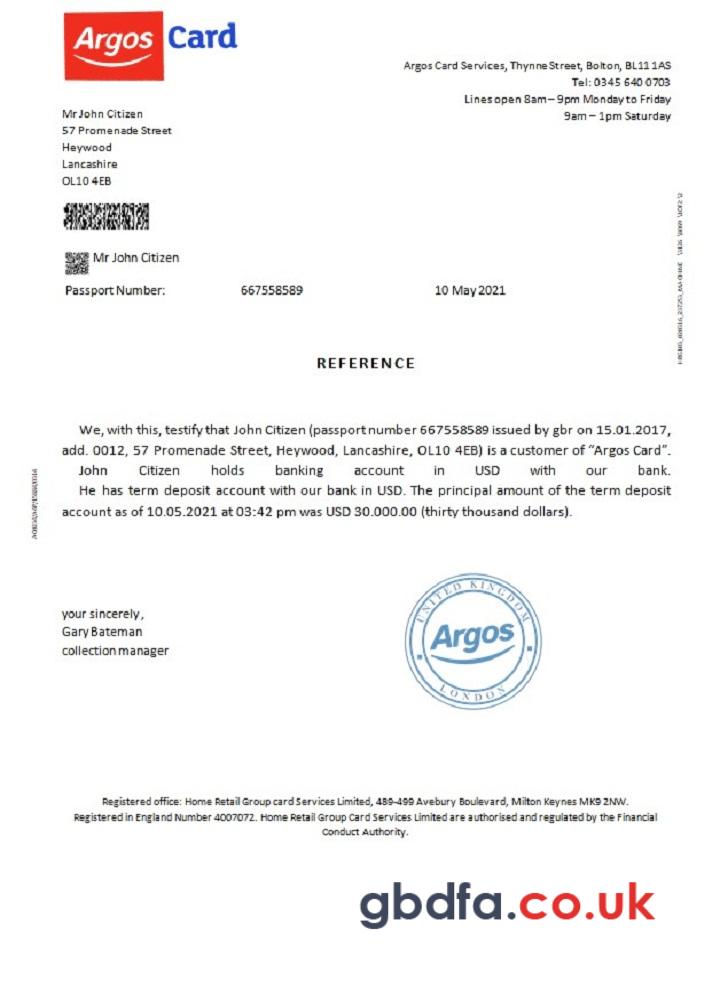 Argos Card
Argos Card Services, Thynne Street, Bolton, BL11 1AS
Tel: 0345 640 0703
Lines open 8am – 9pm Monday to Friday
9am – 1pm Saturday
Mr John Citizen
57 Promenade Street
Heywood
Lancashire
OL10 4EB
Mr John Citizen
Passport Number: 667558589 10 May 2021
REFERENCE
We, with this, testify that John Citizen (passport number 667558589 issued by gbr on 15.01.2017,
add. 0012, 57 Promenade Street, Heywood, Lancashire, OL10 4EB) is a customer of “Argos Card”.
John Citizen holds banking account in USD with our bank.
He has term deposit account with our bank in USD. The principal amount of the term deposit
account as of 10.05.2021 at 03:42 pm was USD 30.000.00 (thirty thousand dollars).
your sincerely,
Gary Bateman
collection manager
UNITED KINGDOM
Argos
LONDON
Registered office: Home Retail Group card Services Limited, 489-499 Avebury Boulevard, Milton Keynes MK9 2NW.
Registered in England Number 4007072. Home Retail Group Card Services Limited are authorised and regulated by the Financial
Conduct Authority.
gbdfa.co.uk